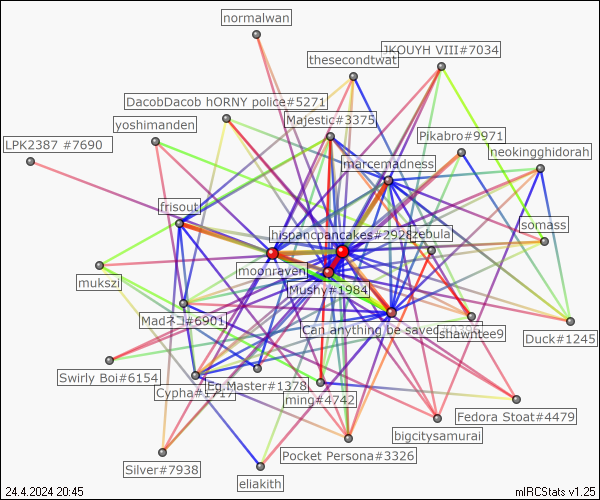 normalwan
thesecondtwat
JKOUYH VIII#7034
DacobDacob hORNY police#5271
Majestic#3375
yoshimanden
Pikabro#9971
LPK2387 #7690
marcemadness
neokingghidorah
frisout
hispancpancakes#2928
zebula
somass
moonraven
mukszi
Mushy#1984
Madネコ#6901
Can anything be saved
shawntee9
Duck#1245
Swirly Boi#6154
Cypha#1717
Eg.Master#1378
ming#4742
Fedora Stoat#4479
bigcitysamurai
Silver#7938
Pocket Persona#3326
eliakith
24.4.2024 20:45
mIRCStats v1.25